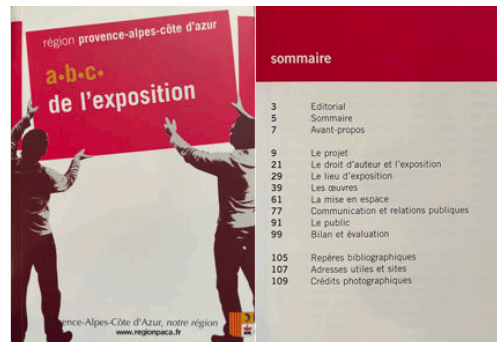 région provence-alpes-côte d'azur
a.b.c.
de l'exposition
ence-Alpes-Côte d'Azur, notre région
www.regionpaca.fr
sommaire
3 Editorial
5 Sommaire
7 Avant-propos
9 Le projet
21 Le droit d'auteur et l'exposition
29 Le lieu d'exposition
39 Les œuvres
61 La mise en espace
77 Communication et relations publiques
91 Le public
99 Bilan et évaluation
105 Repères bibliographiques
107 Adresses utiles et sites
109 Crédits photographiques